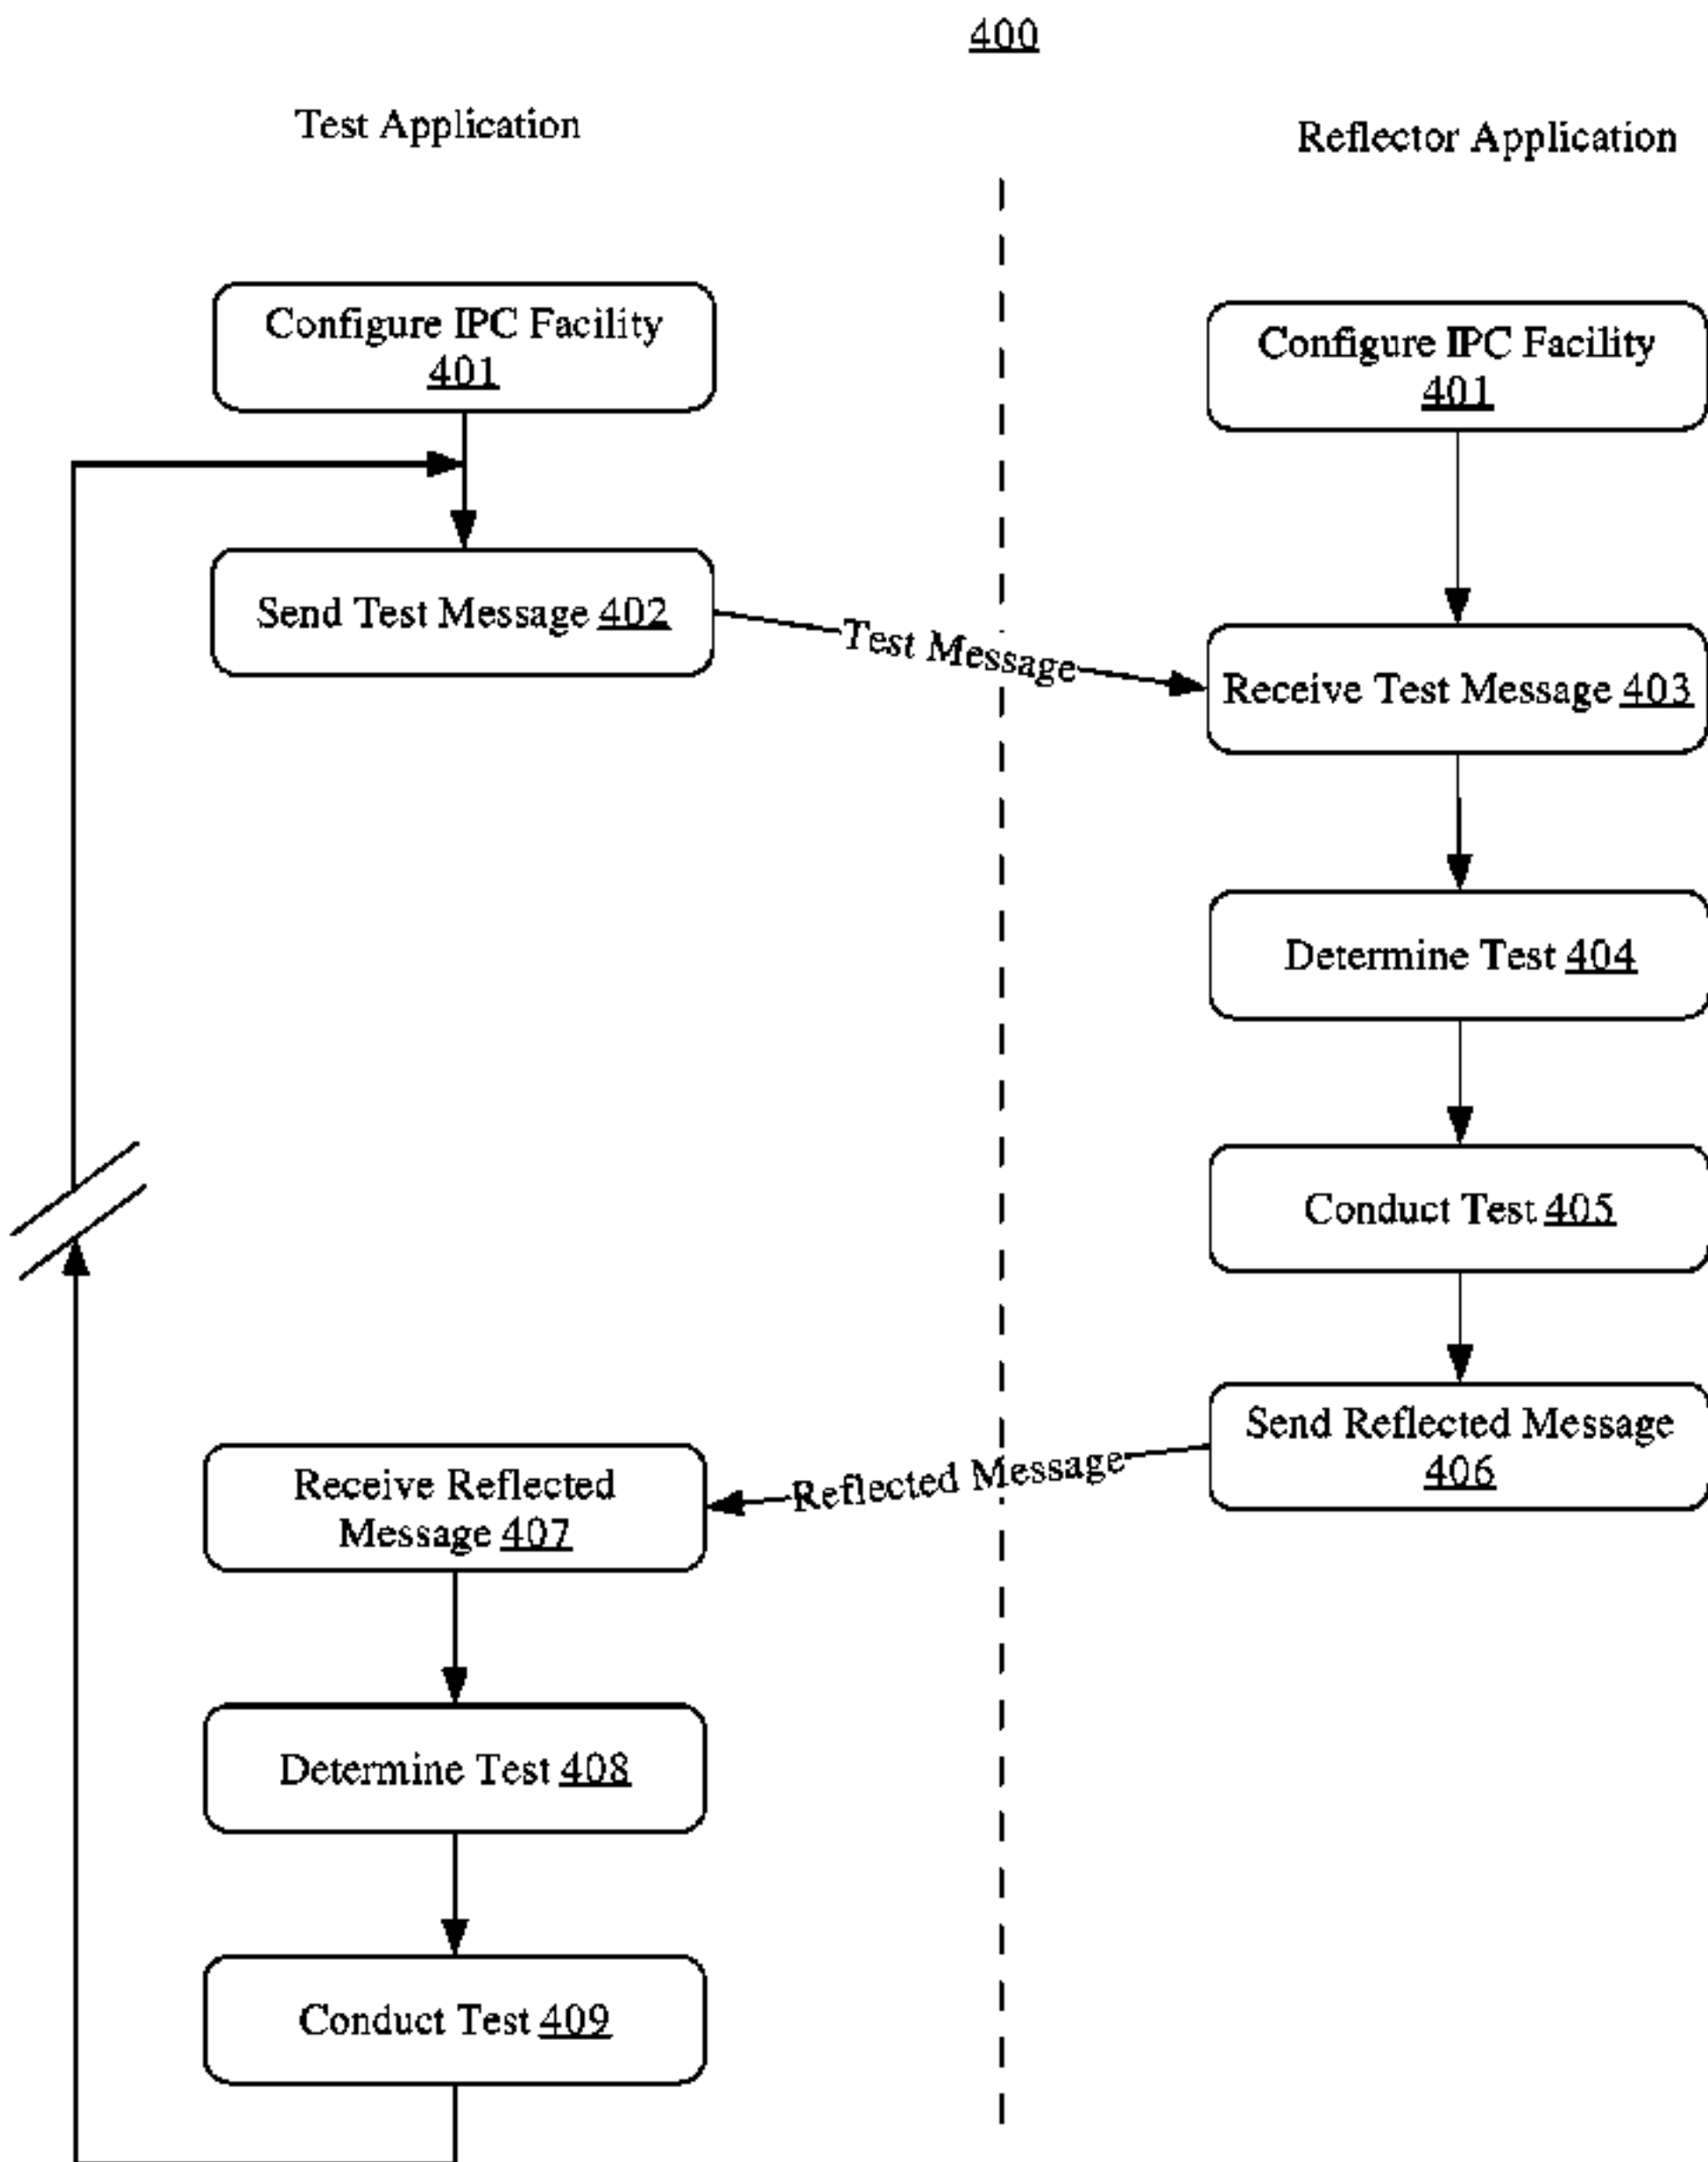 400
Test Application
Reflector Application
Configure IPC Facility
401
Configure IPC Facility
401
Send Test Message 402
Test Message
Receive Test Message 403
Determine Test 404
Conduct Test 405
Send Reflected Message
406
Reflected Message
Receive Reflected
Message 407
Determine Test 408
Conduct Test 409